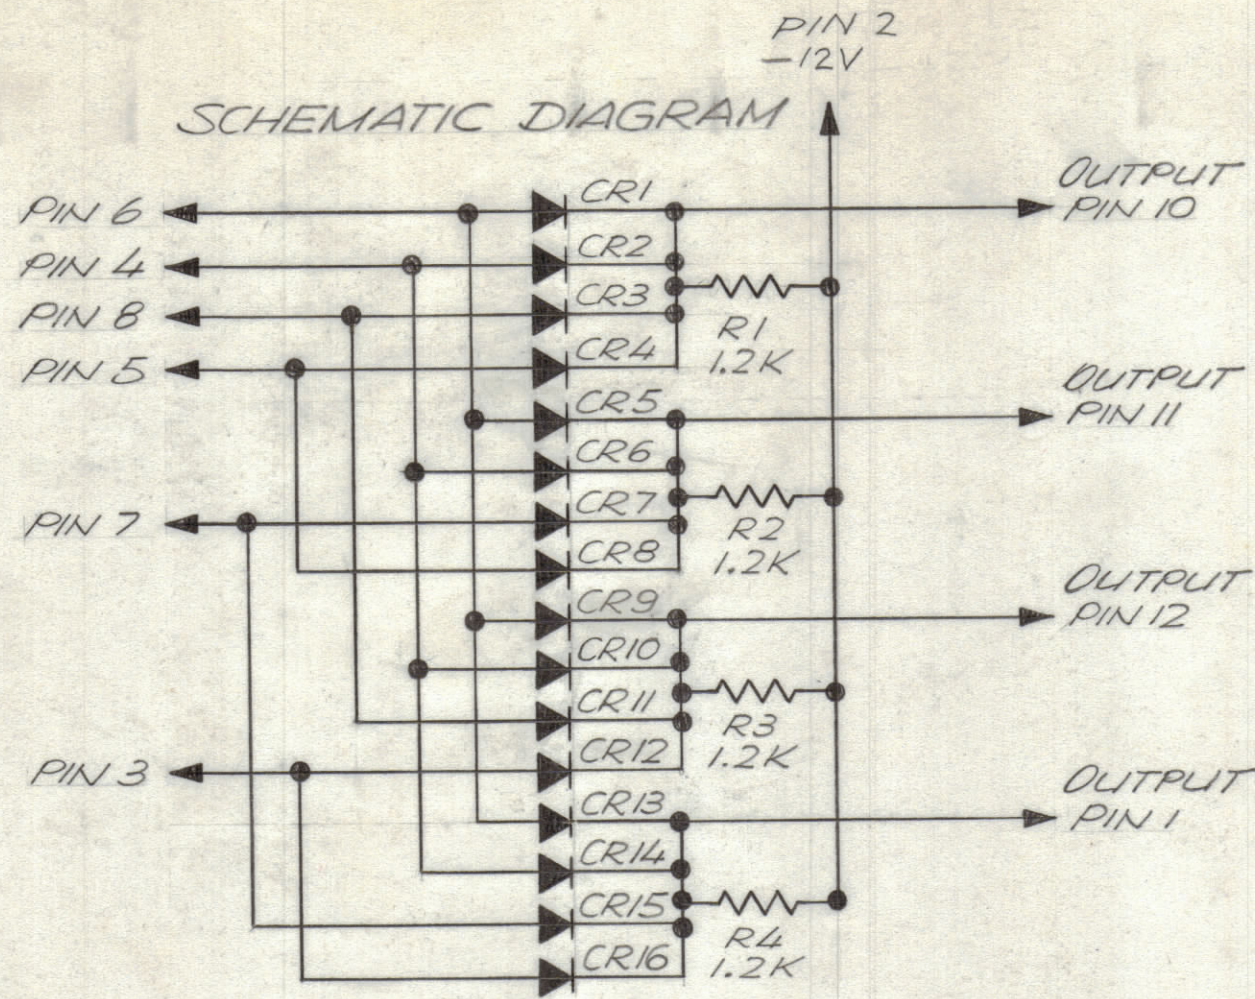 PIN 2
-12V
SCHEMATIC DIAGRAM
PIN 6
CR1
OUTPUT
PIN 10
PIN 4
CR2
PIN 8
CR3
R1
1.2K
PIN 5
CR4
CR5
OUTPUT
PIN 11
CR6
PIN 7
CR7
R2
1.2K
CR8
CR9
OUTPUT
PIN 12
CR10
CR11
R3
1.2K
PIN 3
CR12
CR13
OUTPUT
PIN 1
CR14
CR15
R4
1.2K
CR16